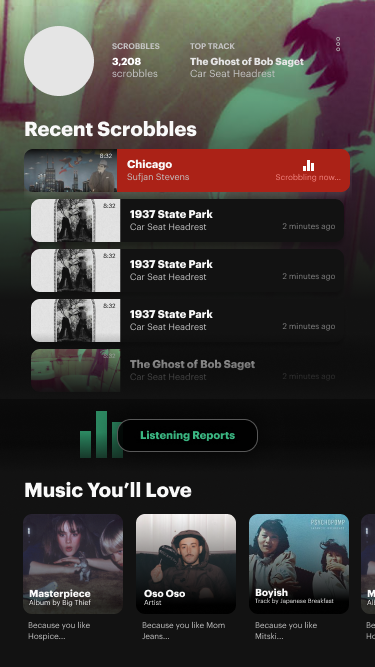 SCROBBLES
3,208
scrobbles
TOP TRACK
The Ghost of Bob Saget
Car Seat Headrest
Recent Scrobbles
8:32
Chicago
Sufjan Stevens
Scrobbling now...
8:32
1937 State Park
Car Seat Headrest
2 minutes ago
8:32
1937 State Park
Car Seat Headrest
2 minutes ago
8:32
1937 State Park
Car Seat Headrest
2 minutes ago
The Ghost of Bob Saget
Car Seat Headrest
2 minutes ago
Listening Reports
Music You'll Love
Masterpiece
Album by Big Thief
Because you like
Hospice...
Oso Oso
Artist
Because you like Mom
Jeans...
PSYCHOPOMP
Boyish
Track by Japanese Breakfast
Because you like
Mitski...
M
Al
Be
Ho